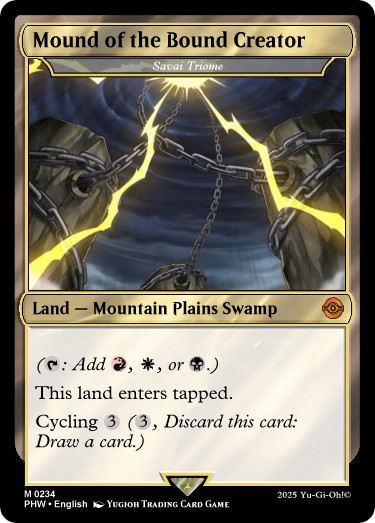 Mound of the Bound Creator
Savai Triome
Land — Mountain Plains Swamp
(: Add , , or .)
This land enters tapped.
Cycling 3 (3, Discard this card:
Draw a card.)
M 0234
PHW • English YUGIOH TRADING CARD GAME
2025 Yu-Gi-Oh!©